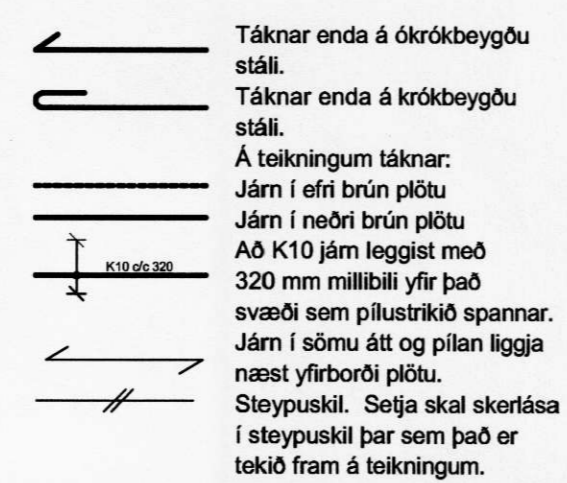 Táknar enda á ókrókbeygðu
stáli.
Táknar enda á krókbeygðu
stáli.
Á teikningum táknar:
Járn í efri brún plötu
Járn í neðri brún plötu
Að K10 járn leggist með
K10 c/c 320
320 mm millibili yfir það
svæði sem pílustrikið spannar.
Járn í sömu átt og pílan liggja
næst yfirborði plötu.
Steypuskil. Setja skal skerlása
í steypuskil þar sem það er
tekið fram á teikningum.